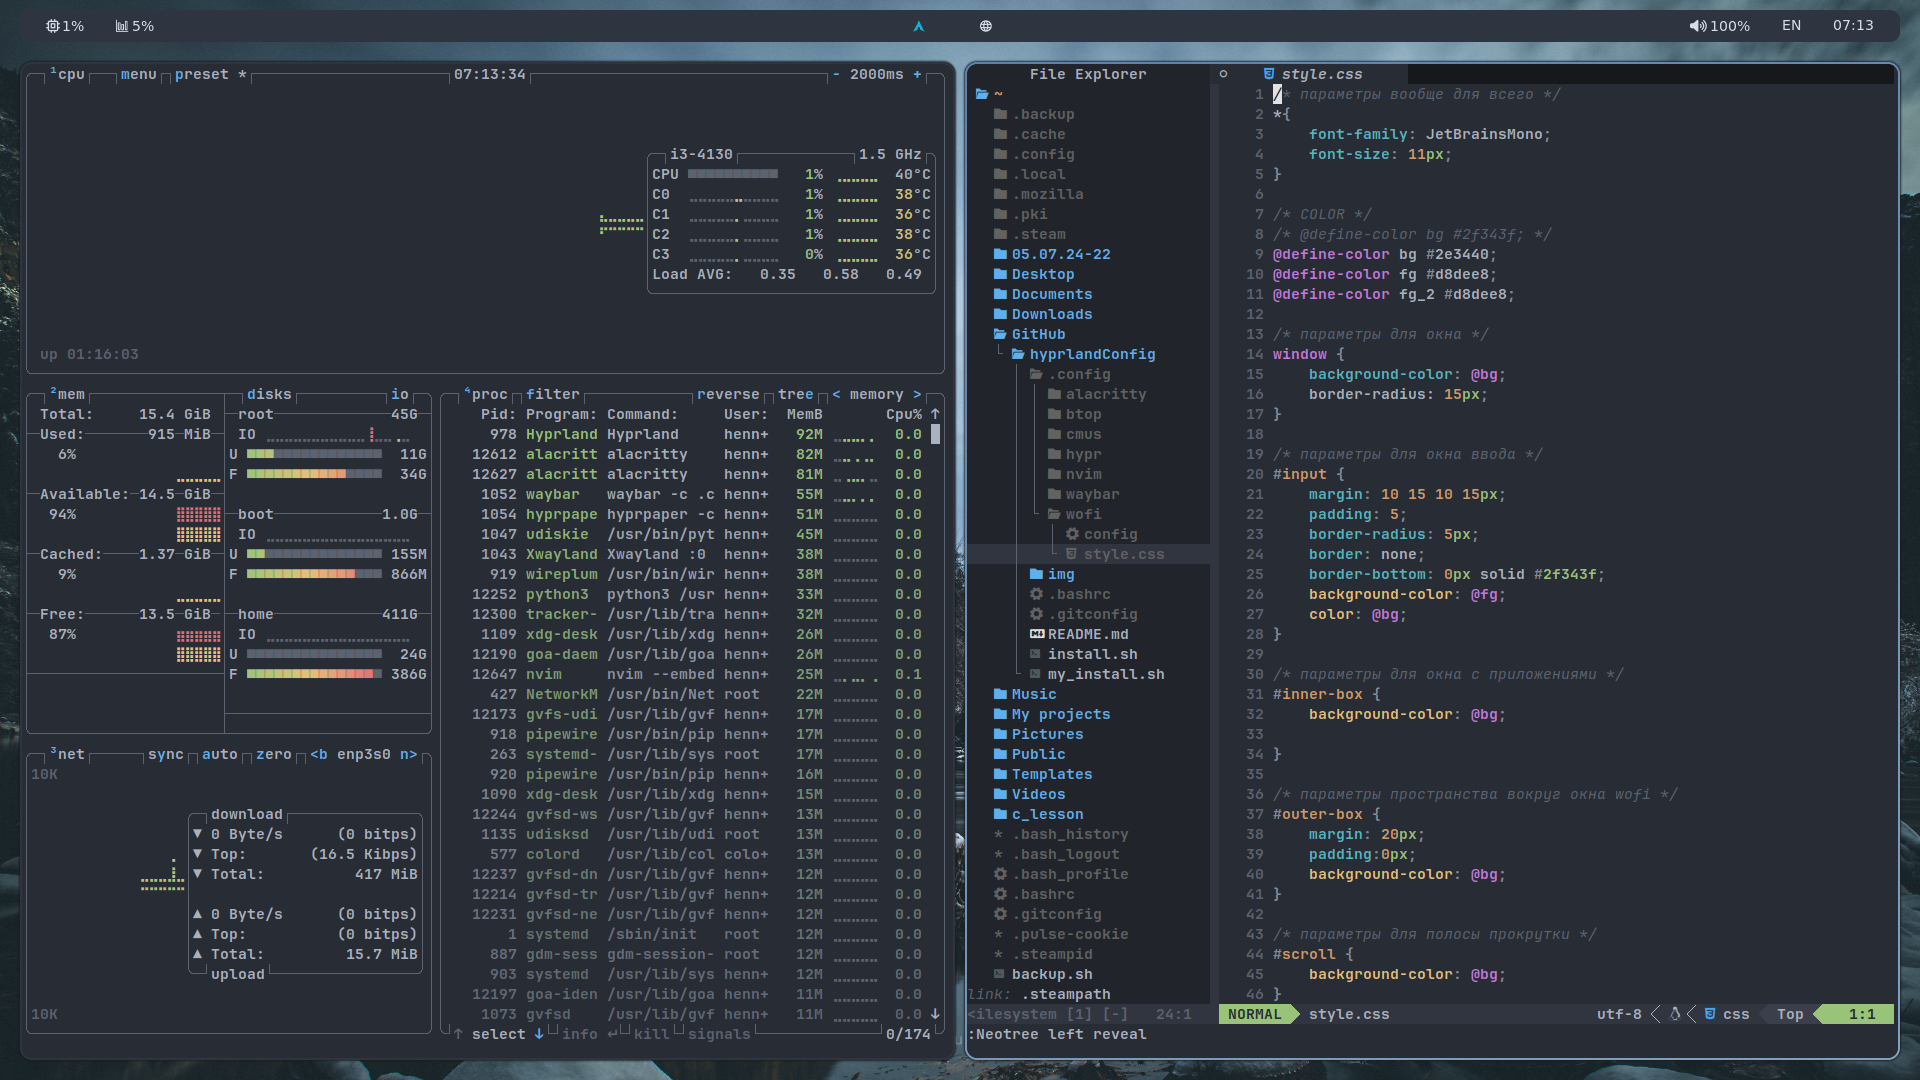 1% 5% 100% EN 07:13
¹cpu menu preset * 07:13:34 - 2000ms +
i3-4130 1.5 GHz
CPU 1% 40°C
C0 1% 38°C
C1 1% 36°C
C2 1% 38°C
C3 0% 36°C
Load AVG: 0.35 0.58 0.49
up 01:16:03
²mem disks io
Total: 15.4 GiB
Used: 915 MiB
6%
Available: 14.5 GiB
94%
Cached: 1.37 GiB
9%
Free: 13.5 GiB
87%
root 45G
IO
U 11G
F 34G
boot 1.0G
IO
U 155M
F 866M
home 411G
IO
U 24G
F 386G
³net sync auto zero <b enp3s0 n>
10K
download
▼ 0 Byte/s (0 bitps)
▼ Top: (16.5 Kibps)
▼ Total: 417 MiB
▲ 0 Byte/s (0 bitps)
▲ Top: (0 bitps)
▲ Total: 15.7 MiB
upload
10K
⁴proc filter reverse tree < memory >
Pid: Program: Command: User: MemB Cpu% ↑
978 Hyprland Hyprland henn+ 92M 0.0
12612 alacritt alacritty henn+ 82M 0.0
12627 alacritt alacritty henn+ 81M 0.0
1052 waybar waybar -c .c henn+ 55M 0.0
1054 hyprpape hyprpaper -c henn+ 51M 0.0
1047 udiskie /usr/bin/pyt henn+ 45M 0.0
1043 Xwayland Xwayland :0 henn+ 38M 0.0
919 wireplum /usr/bin/wir henn+ 38M 0.0
12252 python3 python3 /usr henn+ 33M 0.0
12300 tracker- /usr/lib/tra henn+ 32M 0.0
1109 xdg-desk /usr/lib/xdg henn+ 26M 0.0
12190 goa-daem /usr/lib/goa henn+ 26M 0.0
12647 nvim nvim --embed henn+ 25M 0.1
427 NetworkM /usr/bin/Net root 22M 0.0
12173 gvfs-udi /usr/lib/gvf henn+ 17M 0.0
918 pipewire /usr/bin/pip henn+ 17M 0.0
263 systemd- /usr/lib/sys root 17M 0.0
920 pipewire /usr/bin/pip henn+ 16M 0.0
1090 xdg-desk /usr/lib/xdg henn+ 15M 0.0
12244 gvfsd-ws /usr/lib/gvf henn+ 13M 0.0
1135 udisksd /usr/lib/udi root 13M 0.0
577 colord /usr/lib/col colo+ 13M 0.0
12237 gvfsd-dn /usr/lib/gvf henn+ 12M 0.0
12214 gvfsd-tr /usr/lib/gvf henn+ 12M 0.0
12231 gvfsd-ne /usr/lib/gvf henn+ 12M 0.0
1 systemd /sbin/init root 12M 0.0
887 gdm-sess gdm-session- root 12M 0.0
903 systemd /usr/lib/sys henn+ 12M 0.0
12197 goa-iden /usr/lib/goa henn+ 11M 0.0
1073 gvfsd /usr/lib/gvf henn+ 11M 0.0 ↓
↑ select ↓ info ↵ kill signals 0/174
File Explorer
~
.backup
.cache
.config
.local
.mozilla
.pki
.steam
05.07.24-22
Desktop
Documents
Downloads
GitHub
hyprlandConfig
.config
alacritty
btop
cmus
hypr
nvim
waybar
wofi
config
style.css
img
.bashrc
.gitconfig
README.md
install.sh
my_install.sh
Music
My projects
Pictures
Public
Templates
Videos
c_lesson
* .bash_history
* .bash_logout
.bash_profile
.bashrc
.gitconfig
* .pulse-cookie
* .steampid
backup.sh
link: .steampath
<ilesystem [1] [-] 24:1
style.css
1 /* параметры вообще для всего */
2 *{
3 font-family: JetBrainsMono;
4 font-size: 11px;
5 }
6
7 /* COLOR */
8 /* @define-color bg #2f343f; */
9 @define-color bg #2e3440;
10 @define-color fg #d8dee8;
11 @define-color fg_2 #d8dee8;
12
13 /* параметры для окна */
14 window {
15 background-color: @bg;
16 border-radius: 15px;
17 }
18
19 /* параметры для окна ввода */
20 #input {
21 margin: 10 15 10 15px;
22 padding: 5;
23 border-radius: 5px;
24 border: none;
25 border-bottom: 0px solid #2f343f;
26 background-color: @fg;
27 color: @bg;
28 }
29
30 /* параметры для окна с приложениями */
31 #inner-box {
32 background-color: @bg;
33
34 }
35
36 /* параметры пространства вокруг окна wofi */
37 #outer-box {
38 margin: 20px;
39 padding:0px;
40 background-color: @bg;
41 }
42
43 /* параметры для полосы прокрутки */
44 #scroll {
45 background-color: @bg;
46 }
NORMAL style.css utf-8 css Top 1:1
:Neotree left reveal